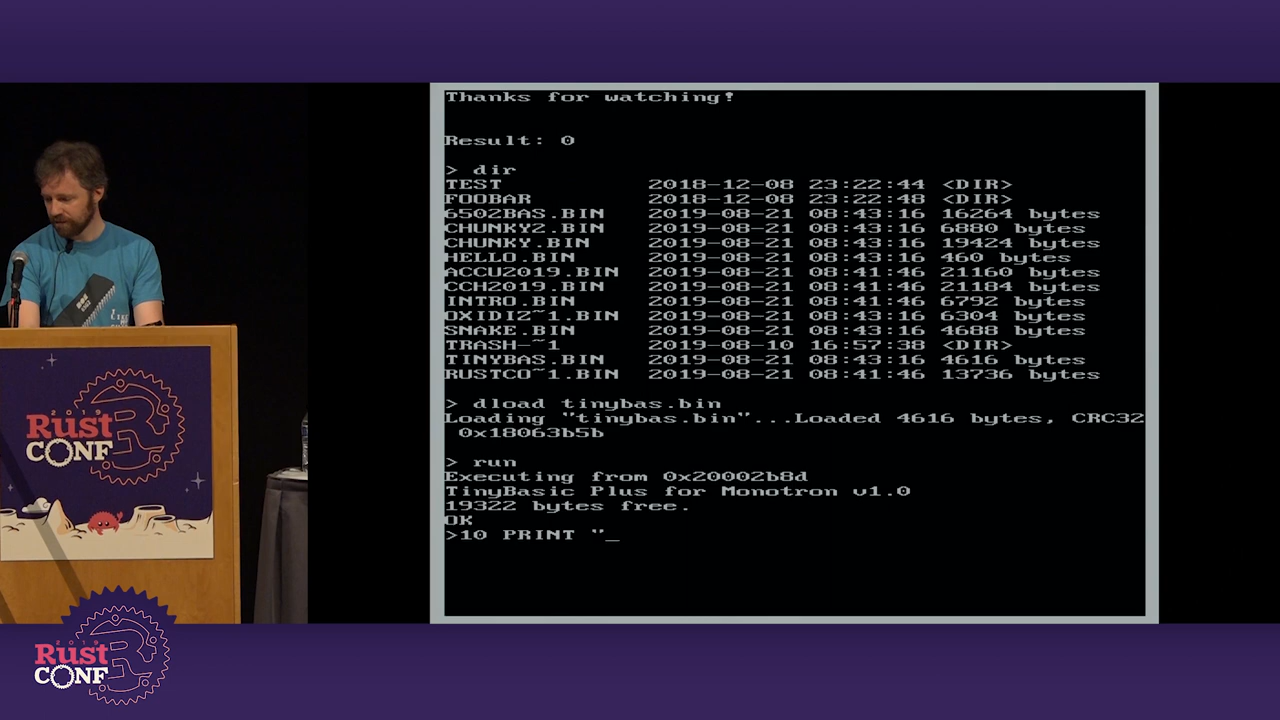 Thanks for watching!
Result: 0
> dir
TEST 2018-12-08 23:22:44 <DIR>
FOOBAR 2018-12-08 23:22:48 <DIR>
6502BAS.BIN 2019-08-21 08:43:16 16264 bytes
CHUNKY2.BIN 2019-08-21 08:43:16 6880 bytes
CHUNKY.BIN 2019-08-21 08:43:16 19424 bytes
HELLO.BIN 2019-08-21 08:43:16 460 bytes
ACCU2019.BIN 2019-08-21 08:41:46 21160 bytes
CCH2019.BIN 2019-08-21 08:41:46 21184 bytes
INTRO.BIN 2019-08-21 08:41:46 6792 bytes
OXIDIZ~1.BIN 2019-08-21 08:43:16 6304 bytes
SNAKE.BIN 2019-08-21 08:43:16 4688 bytes
TRASH-~1 2019-08-10 16:57:38 <DIR>
TINYBAS.BIN 2019-08-21 08:43:16 4616 bytes
RUSTCO~1.BIN 2019-08-21 08:41:46 13736 bytes
> dload tinybas.bin
Loading "tinybas.bin"...Loaded 4616 bytes, CRC32
0x18063b5b
> run
Executing from 0x20002b8d
TinyBasic Plus for Monotron v1.0
19322 bytes free.
OK
>10 PRINT "_
2019
Rust
CONF
R
2019
Rust
CONF
R